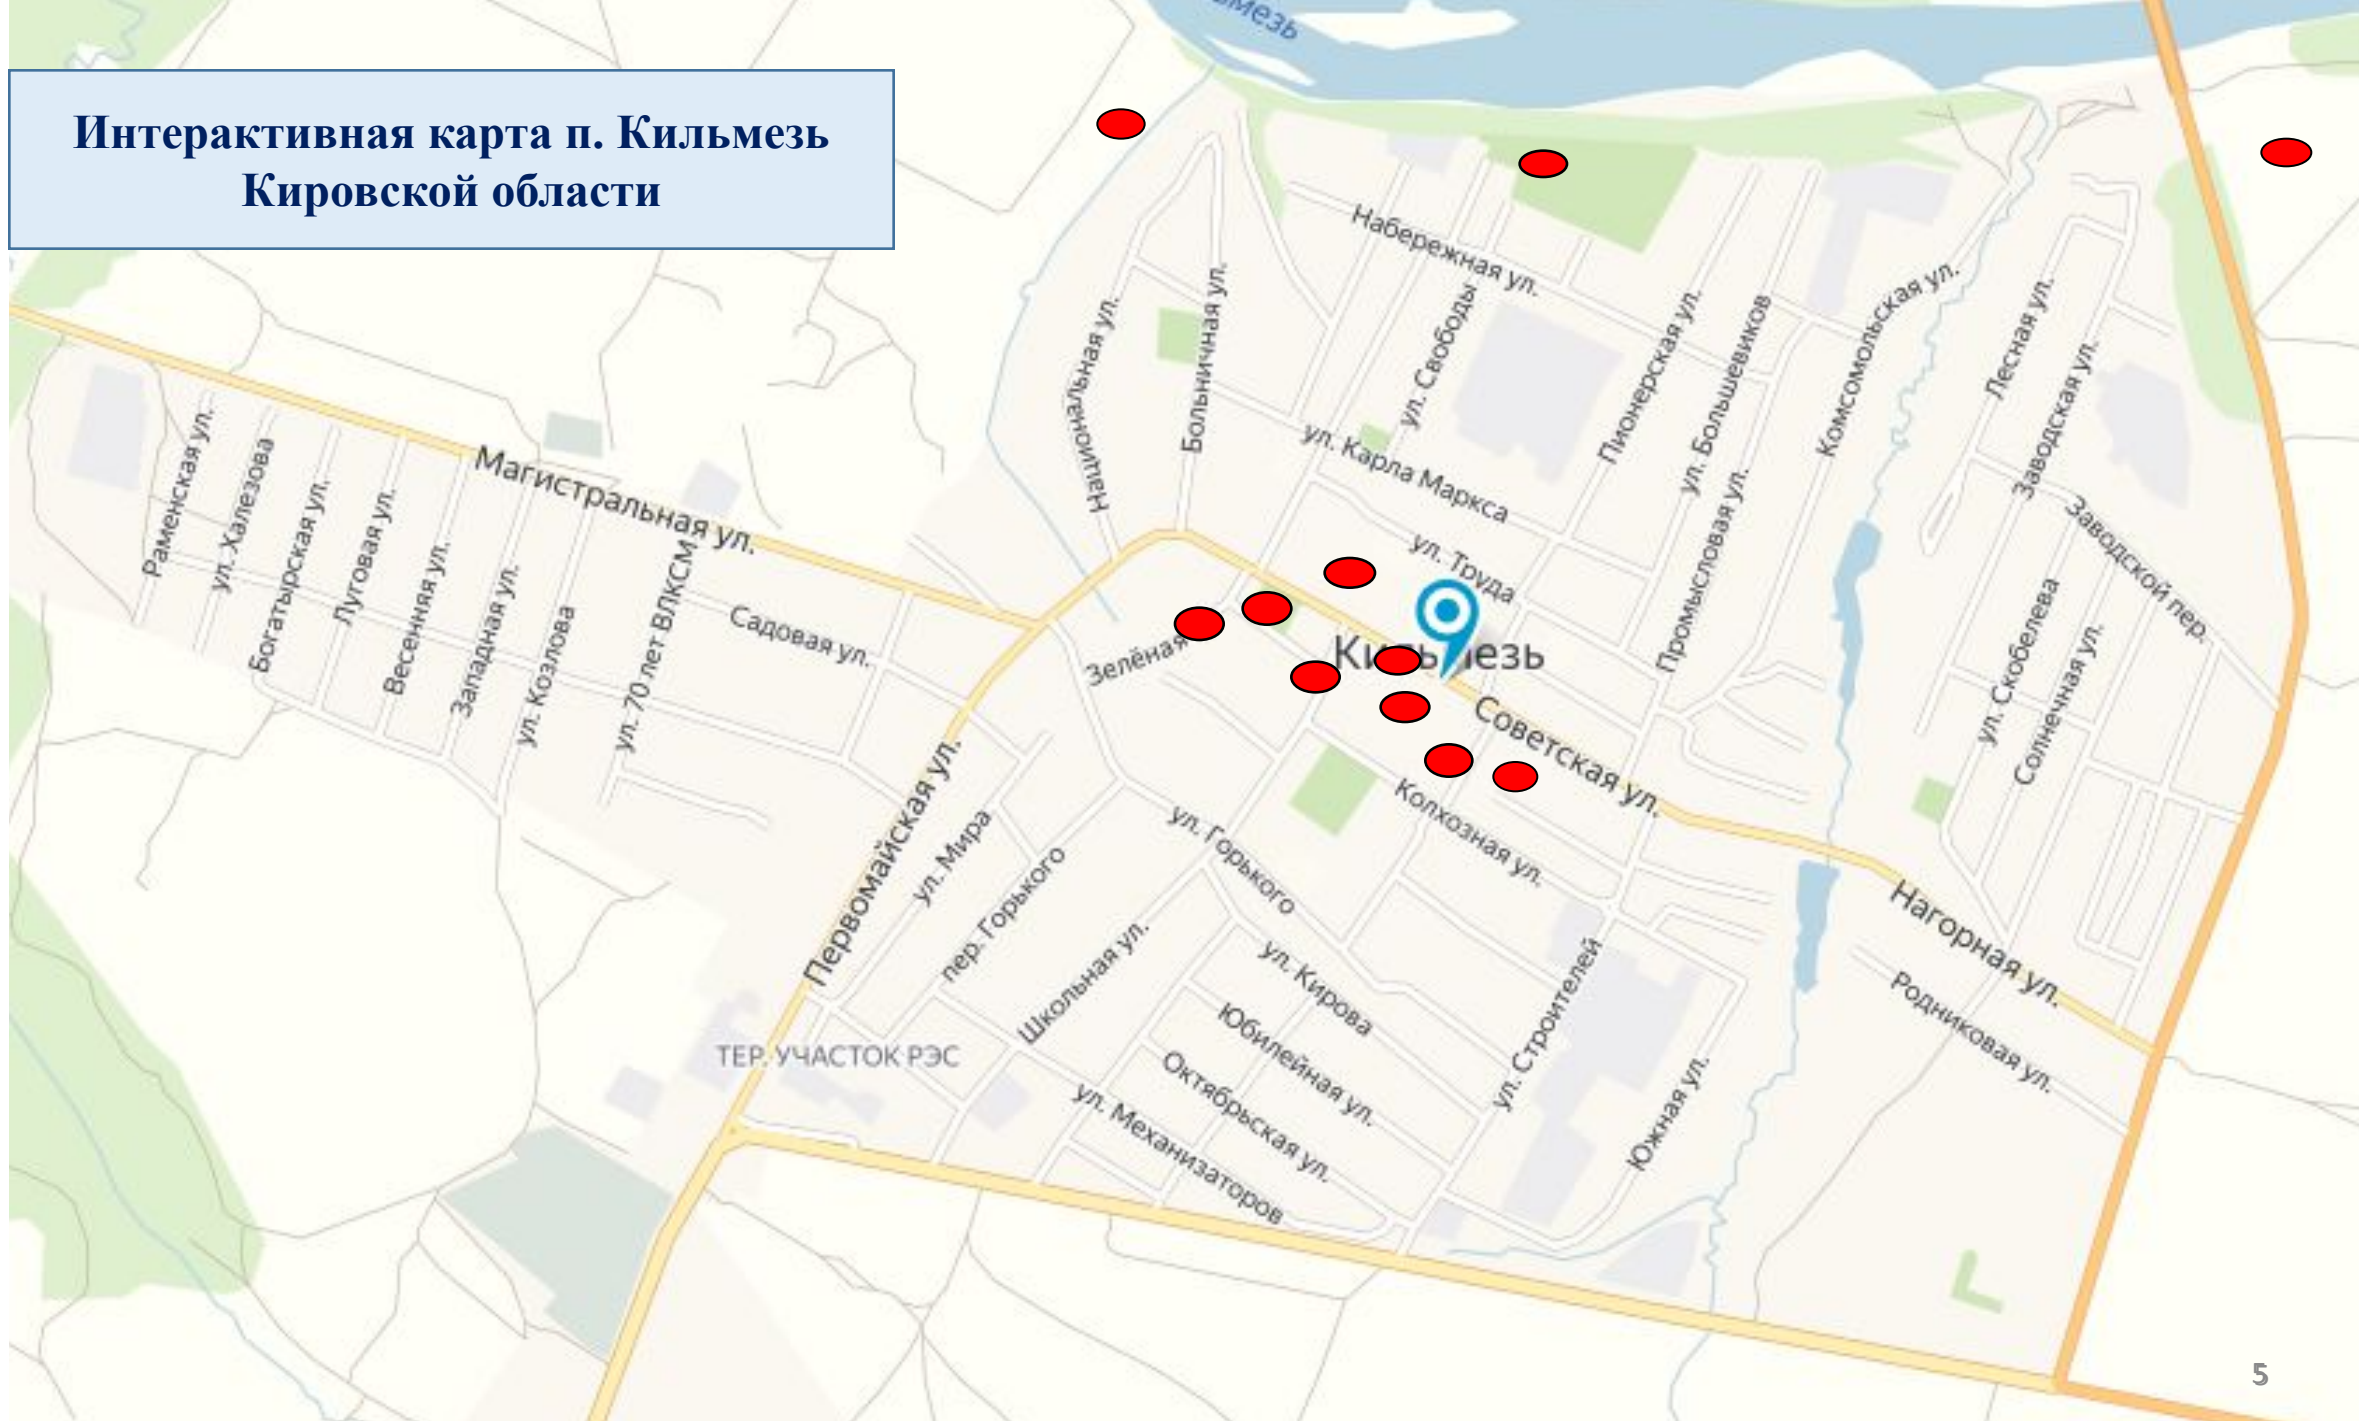 ьмезь
Интерактивная карта п. Кильмезь
Кировской области
Набережная ул.
ул. Свободы
Больничная ул.
Национальная ул.
Пионерская ул.
ул. Большевиков
Комсомольская ул.
Лесная ул.
Заводская ул.
Заводской пер.
ул. Карла Маркса
ул. Труда
Промысловая ул.
Магистральная ул.
Раменская ул.
ул. Халезова
Богатырская ул.
Луговая ул.
Весенняя ул.
Западная ул.
ул. Козлова
ул. 70 лет ВЛКСМ
Садовая ул.
Зелёная
Кильмезь
Советская ул.
ул. Скобелева
Солнечная ул.
Первомайская ул.
ул. Мира
пер. Горького
ул. Горького
Колхозная ул.
Школьная ул.
ул. Кирова
Юбилейная ул.
Октябрьская ул.
ул. Механизаторов
ул. Строителей
Южная ул.
Нагорная ул.
Родниковая ул.
ТЕР. УЧАСТОК РЭС
5